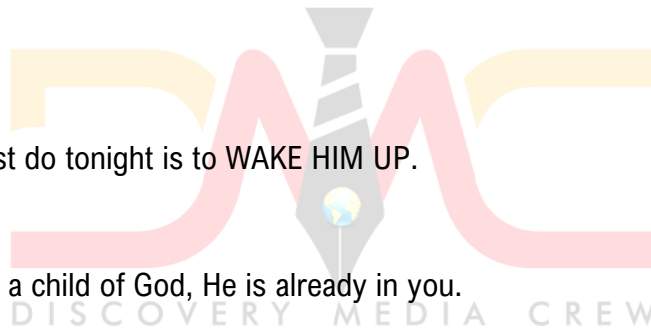 st do tonight is to WAKE HIM UP.
a child of God, He is already in you.
DISCOVERY MEDIA CREW